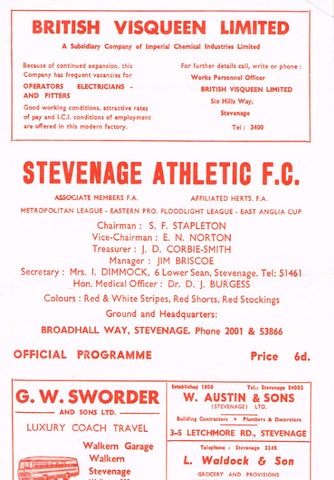 BRITISH VISQUEEN LIMITED
A Subsidiary Company of Imperial Chemical Industries Limited
Because of continued expansion, this
Company has frequent vacancies for
OPERATORS ELECTRICIANS -
AND FITTERS
Good working conditions, attractive rates
of pay and I.C.I. conditions of employment
are offered in this modern factory.
For further details call, write or phone :
Works Personnel Officer
BRITISH VISQUEEN LIMITED
Six Hills Way,
Stevenage
Tel : 3400
STEVENAGE ATHLETIC F.C.
ASSOCIATE MEMBERS F.A. AFFILIATED HERTS. F.A.
METROPOLITAN LEAGUE - EASTERN PRO. FLOODLIGHT LEAGUE - EAST ANGLIA CUP
Chairman : S. F. STAPLETON
Vice-Chairman : E. N. NORTON
Treasurer : J. D. CORBIE-SMITH
Manager : JIM BRISCOE
Secretary : Mrs. I. DIMMOCK, 6 Lower Sean, Stevenage. Tel: 51461
Hon. Medical Officer : Dr. D. J. BURGESS
Colours : Red & White Stripes, Red Shorts, Red Stockings
Ground and Headquarters:
BROADHALL WAY, STEVENAGE. Phone 2001 & 53866
OFFICIAL PROGRAMME Price 6d.
G. W. SWORDER
AND SONS LTD.
LUXURY COACH TRAVEL
Walkern Garage
Walkern
Stevenage
Established 1800 Tel.: Stevenage 24002
W. AUSTIN & SONS
(STEVENAGE) LTD.
Building Contractors - Plumbers & Decorators
3-5 LETCHMORE RD., STEVENAGE
Telephone : Stevenage 2245
L. Waldock & Son
GROCERY AND PROVISIONS